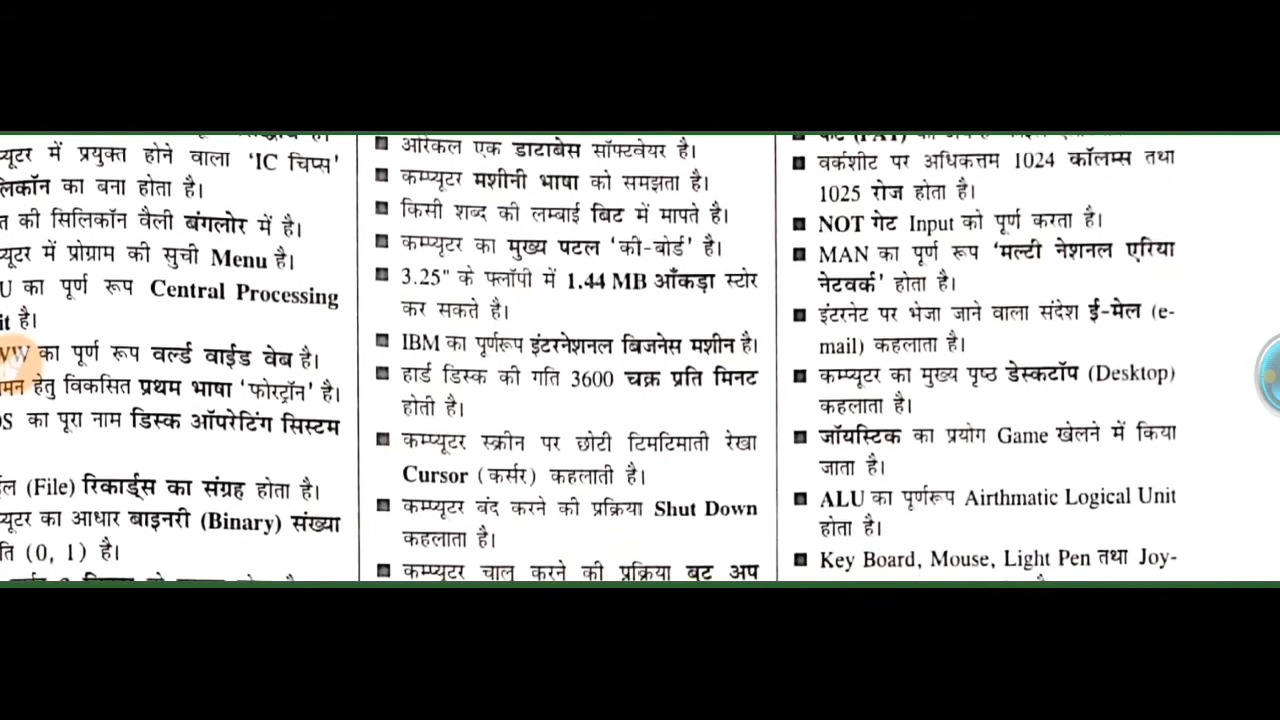 ्यूटर में प्रयुक्त होने वाला 'IC चिप्स'
लिकॉन का बना होता है।
त की सिलिकॉन वैली बंगलोर में है।
्यूटर में प्रोग्राम की सुची Menu है।
U का पूर्ण रूप Central Processing
it है।
WW का पूर्ण रूप वर्ल्ड वाईड वेब है।
मन हेतु विकसित प्रथम भाषा 'फोरट्रॉन' है।
OS का पूरा नाम डिस्क ऑपरेटिंग सिस्टम
ल (File) रिकार्ड्स का संग्रह होता है।
्यूटर का आधार बाइनरी (Binary) संख्या
ति (0, 1) है।
■ ओरेकल एक डाटाबेस सॉफ्टवेयर है।
■ कम्प्यूटर मशीनी भाषा को समझता है।
■ किसी शब्द की लम्बाई बिट में मापते है।
■ कम्प्यूटर का मुख्य पटल 'की-बोर्ड' है।
■ 3.25" के फ्लॉपी में 1.44 MB आँकड़ा स्टोर
कर सकते है।
■ IBM का पूर्णरूप इंटरनेशनल बिजनेस मशीन है।
■ हार्ड डिस्क की गति 3600 चक्र प्रति मिनट
होती है।
■ कम्प्यूटर स्क्रीन पर छोटी टिमटिमाती रेखा
Cursor (कर्सर) कहलाती है।
■ कम्प्यूटर बंद करने की प्रक्रिया Shut Down
कहलाता है।
■ कम्प्यूटर चालू करने की प्रक्रिया बूट अप
■ वर्कशीट पर अधिकत्तम 1024 कॉलम्स तथा
1025 रोज होता है।
■ NOT गेट Input को पूर्ण करता है।
■ MAN का पूर्ण रूप 'मल्टी नेशनल एरिया
नेटवर्क' होता है।
■ इंटरनेट पर भेजा जाने वाला संदेश ई-मेल (e-
mail) कहलाता है।
■ कम्प्यूटर का मुख्य पृष्ठ डेस्कटॉप (Desktop)
कहलाता है।
■ जॉयस्टिक का प्रयोग Game खेलने में किया
जाता है।
■ ALU का पूर्णरूप Airthmatic Logical Unit
होता है।
■ Key Board, Mouse, Light Pen तथा Joy-